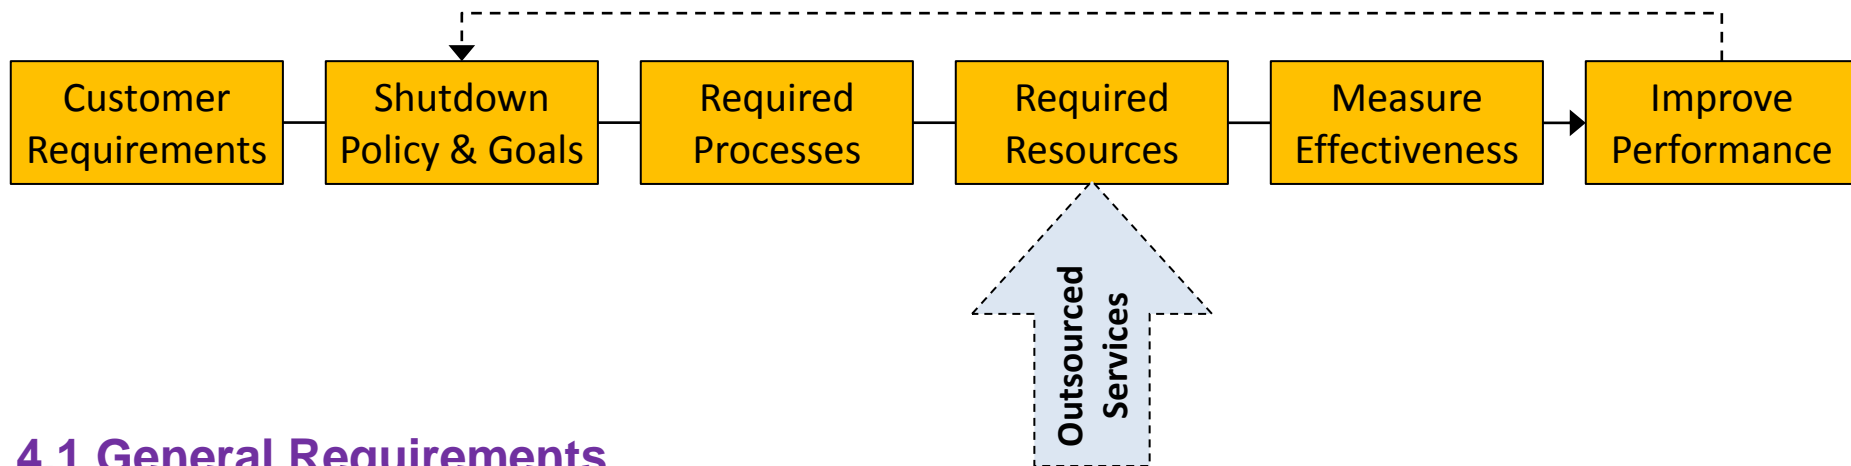 Customer
Requirements
Shutdown
Policy & Goals
Required
Processes
Required
Resources
Measure
Effectiveness
Improve
Performance
Outsourced
Services
4.1 General Requirements